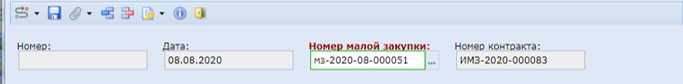 Номер: Дата: Номер малой закупки: Номер контракта:
08.08.2020 МЗ-2020-08-000051 ... ИМЗ-2020-000083